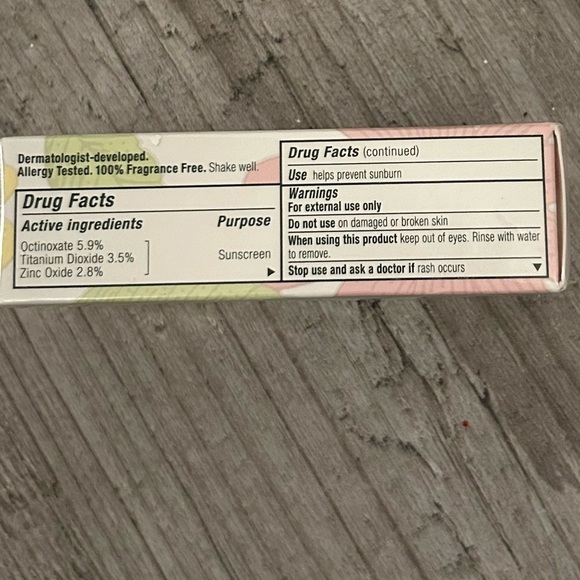 Dermatologist-developed.
Allergy Tested. 100% Fragrance Free. Shake well.
Drug Facts
Active ingredients Purpose
Octinoxate 5.9%
Titanium Dioxide 3.5% Sunscreen
Zinc Oxide 2.8%
Drug Facts (continued)
Use helps prevent sunburn
Warnings
For external use only
Do not use on damaged or broken skin
When using this product keep out of eyes. Rinse with water
to remove.
Stop use and ask a doctor if rash occurs